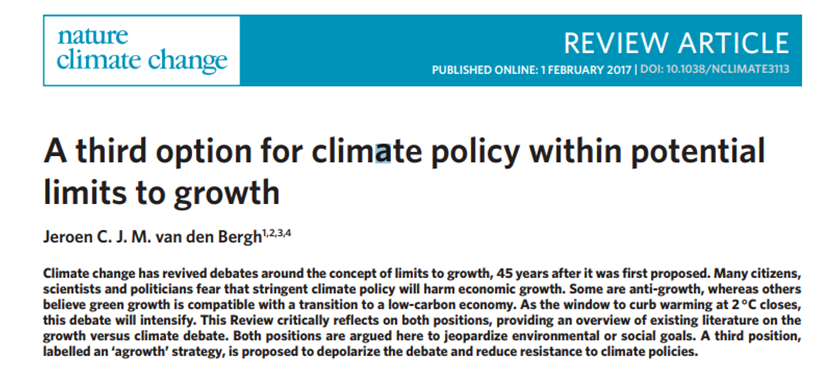 nature
climate change
REVIEW ARTICLE
PUBLISHED ONLINE: 1 FEBRUARY 2017 | DOI: 10.1038/NCLIMATE3113
A third option for climate policy within potential
limits to growth
Jeroen C. J. M. van den Bergh1,2,3,4
Climate change has revived debates around the concept of limits to growth, 45 years after it was first proposed. Many citizens,
scientists and politicians fear that stringent climate policy will harm economic growth. Some are anti-growth, whereas others
believe green growth is compatible with a transition to a low-carbon economy. As the window to curb warming at 2 °C closes,
this debate will intensify. This Review critically reflects on both positions, providing an overview of existing literature on the
growth versus climate debate. Both positions are argued here to jeopardize environmental or social goals. A third position,
labelled an ‘agrowth’ strategy, is proposed to depolarize the debate and reduce resistance to climate policies.